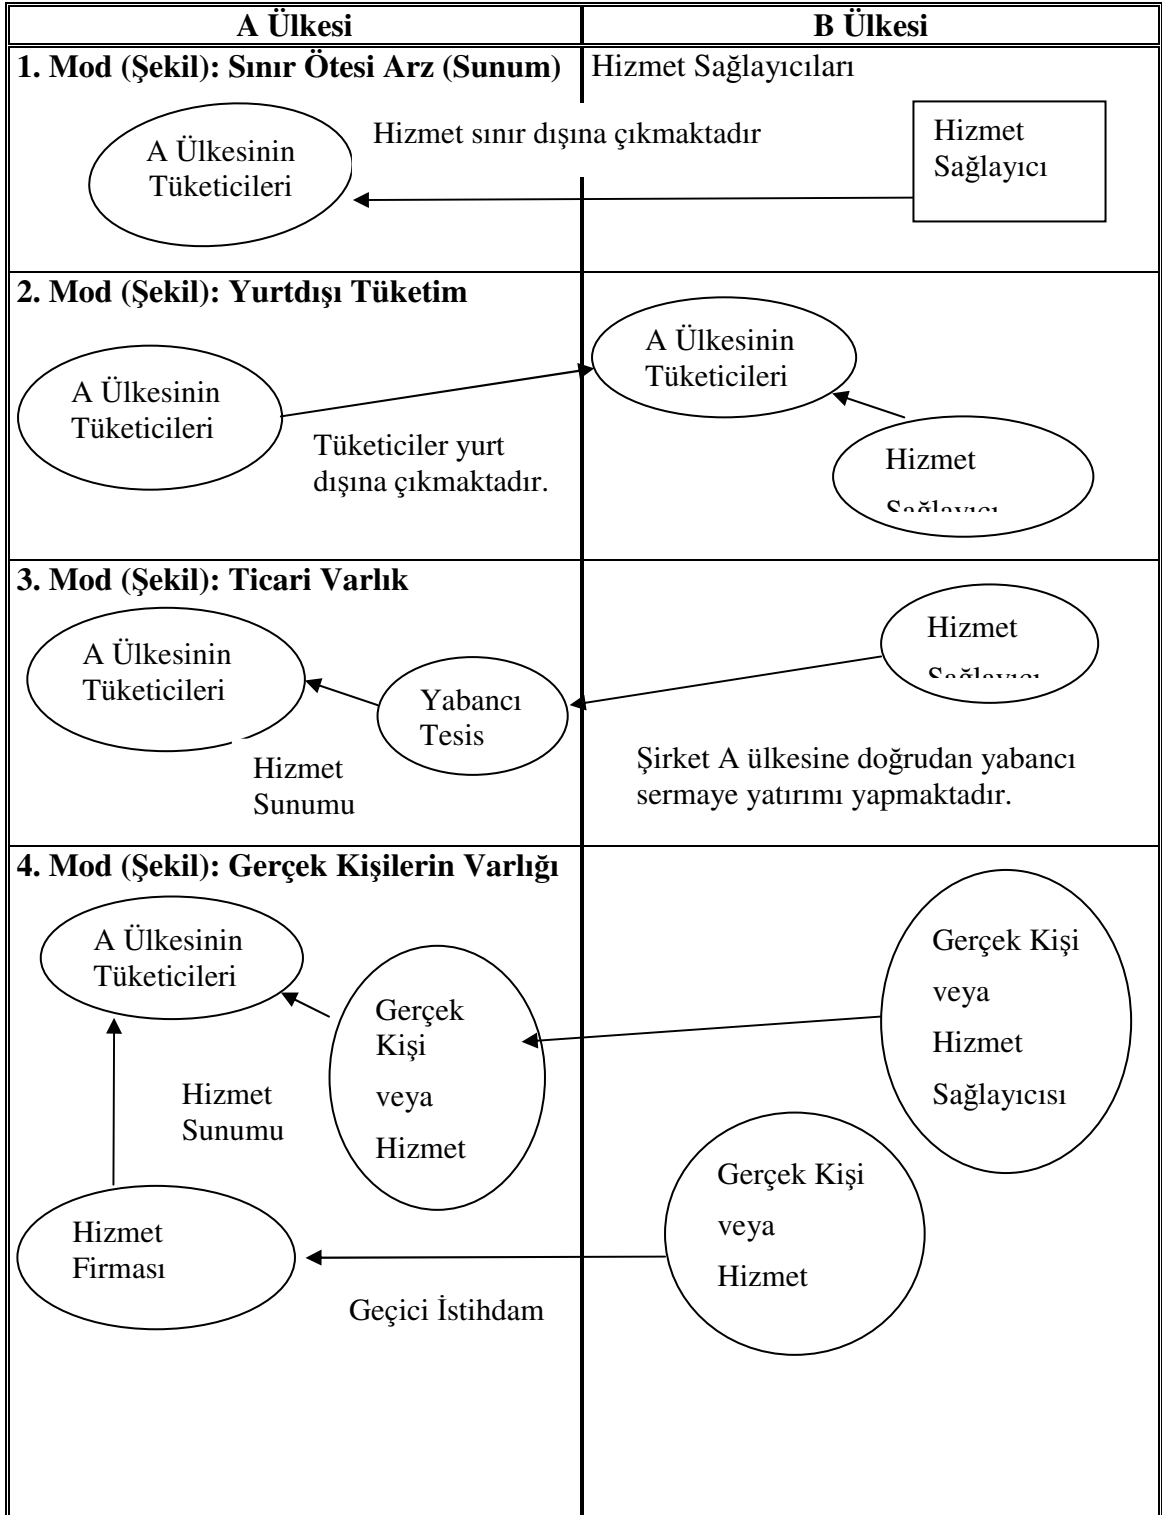 A Ülkesi
B Ülkesi
1. Mod (Şekil): Sınır Ötesi Arz (Sunum)
Hizmet Sağlayıcıları
A Ülkesinin
Tüketicileri
Hizmet sınır dışına çıkmaktadır
Hizmet
Sağlayıcı
2. Mod (Şekil): Yurtdışı Tüketim
A Ülkesinin
Tüketicileri
Tüketiciler yurt
dışına çıkmaktadır.
A Ülkesinin
Tüketicileri
Hizmet
Sağlayıcı
3. Mod (Şekil): Ticari Varlık
A Ülkesinin
Tüketicileri
Yabancı
Tesis
Hizmet
Sunumu
Hizmet
Sağlayıcı
Şirket A ülkesine doğrudan yabancı
sermaye yatırımı yapmaktadır.
4. Mod (Şekil): Gerçek Kişilerin Varlığı
A Ülkesinin
Tüketicileri
Gerçek
Kişi
veya
Hizmet
Hizmet
Sunumu
Hizmet
Firması
Geçici İstihdam
Gerçek Kişi
veya
Hizmet
Sağlayıcısı
Gerçek Kişi
veya
Hizmet